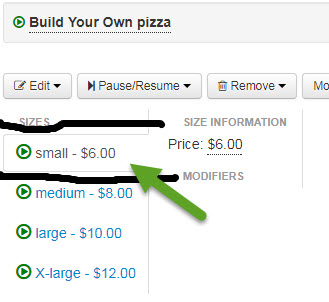 Build Your Own pizza
Edit Pause/Resume Remove Mo
SIZES SIZE INFORMATION
small - $6.00 Price: $6.00
MODIFIERS
medium - $8.00
large - $10.00
X-large - $12.00